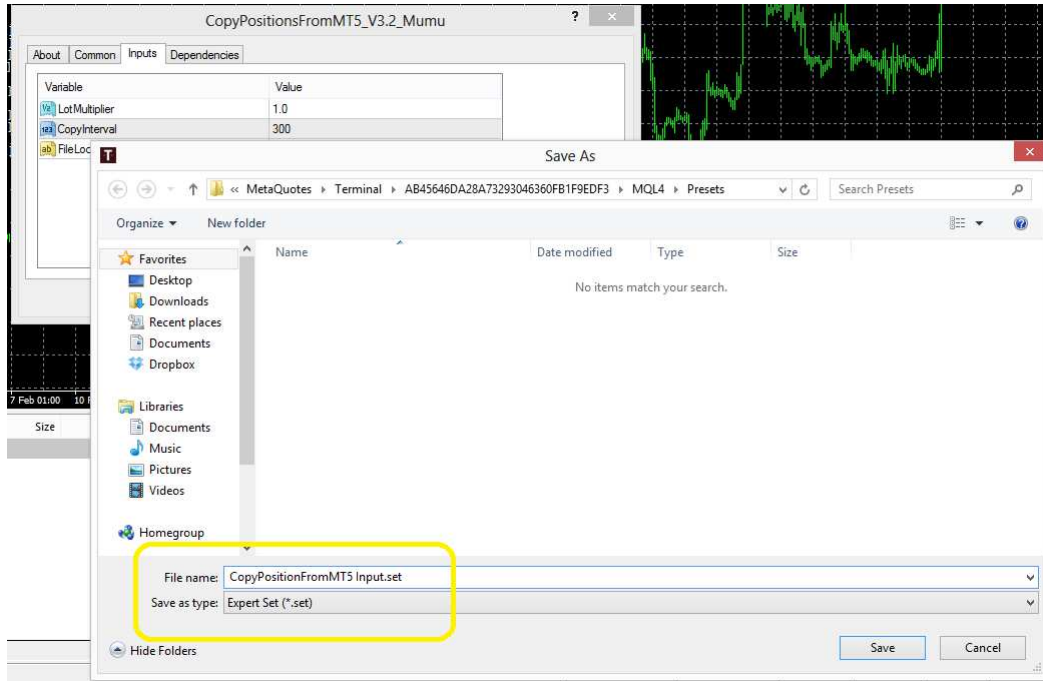 CopyPositionsFromMT5_V3.2_Mumu
?
About Common Inputs Dependencies
Variable Value
LotMultiplier 1.0
CopyInterval 300
FileLoc
T Save As
« MetaQuotes Terminal AB45646DA28A73293046360FB1F9EDF3 MQL4 Presets Search Presets
Organize New folder
Name Date modified Type Size
No items match your search.
Favorites
Desktop
Downloads
Recent places
Documents
Dropbox
Libraries
Documents
Music
Pictures
Videos
Homegroup
7 Feb 01:00 10 F
Size
File name: CopyPositionFromMT5 Input.set
Save as type: Expert Set (*.set)
Hide Folders Save Cancel